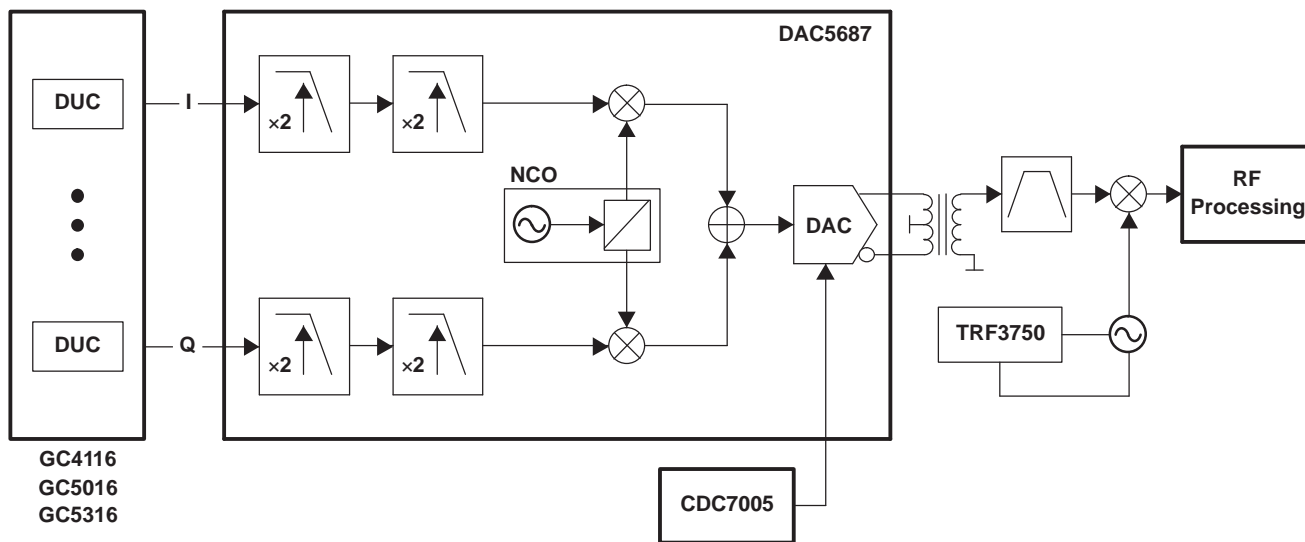 DAC5687
DUC
I
×2
×2
NCO
DAC
RF
Processing
DUC
Q
×2
×2
TRF3750
GC4116
GC5016
GC5316
CDC7005